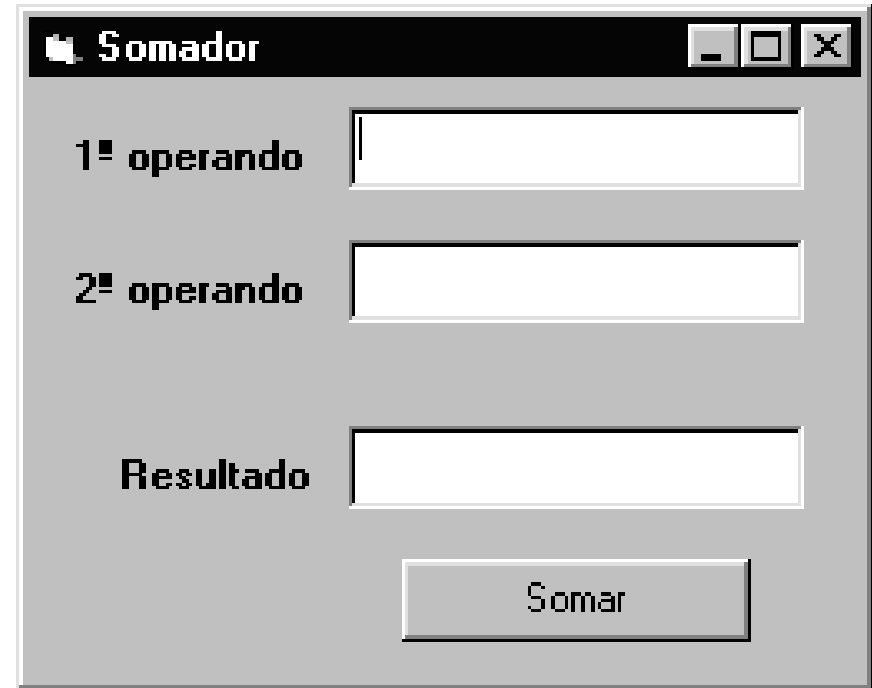 Somador
1º operando
2º operando
Resultado
Somar